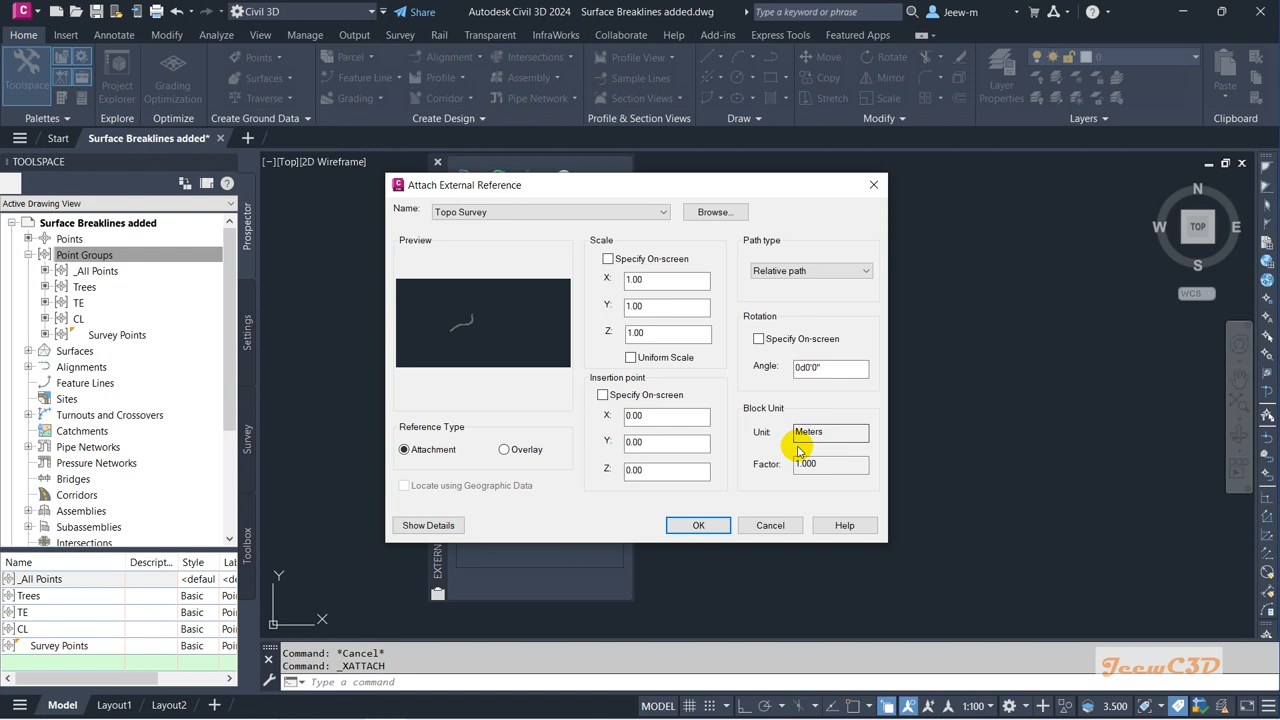 Civil 3D
Share
Autodesk Civil 3D 2024
Surface Breaklines added.dwg
Type a keyword or phrase
Jeew-m
Home
Insert
Annotate
Modify
Analyze
View
Manage
Output
Survey
Rail
Transparent
InfraWorks
Collaborate
Help
Add-ins
Express Tools
Featured Apps
Toolspace
Project Explorer
Grading Optimization
Points
Surfaces
Traverse
Parcel
Feature Line
Grading
Alignment
Profile
Corridor
Intersections
Assembly
Pipe Network
Profile View
Sample Lines
Section Views
Move
Rotate
Copy
Mirror
Stretch
Scale
Layer Properties
0
Paste
Palettes
Explore
Optimize
Create Ground Data
Create Design
Profile & Section Views
Draw
Modify
Layers
Clipboard
Start
Surface Breaklines added*
TOOLSPACE
Active Drawing View
Surface Breaklines added
Points
Point Groups
_All Points
Trees
TE
CL
Survey Points
Surfaces
Alignments
Feature Lines
Sites
Turnouts and Crossovers
Catchments
Pipe Networks
Pressure Networks
Bridges
Corridors
Assemblies
Subassemblies
Intersections
Prospector
Settings
Survey
Toolbox
Name
Descript...
Style
Lal
_All Points
<defaul
<de
Trees
Basic
Poi
TE
Basic
Poi
CL
Basic
Poi
Survey Points
Basic
Poi
[−][Top][2D Wireframe]
Attach External Reference
Name:
Topo Survey
Browse...
Preview
Reference Type
Attachment
Overlay
Locate using Geographic Data
Show Details
Scale
Specify On-screen
X:
1.00
Y:
1.00
Z:
1.00
Uniform Scale
Insertion point
Specify On-screen
X:
0.00
Y:
0.00
Z:
0.00
Path type
Relative path
Rotation
Specify On-screen
Angle:
0d0'0"
Block Unit
Unit:
Meters
Factor:
1.000
OK
Cancel
Help
EXTERN
N
W
TOP
E
S
WCS
Y
X
Command: *Cancel*
Command: _XATTACH
Type a command
JeewC3D
Model
Layout1
Layout2
MODEL
1:100
3.500